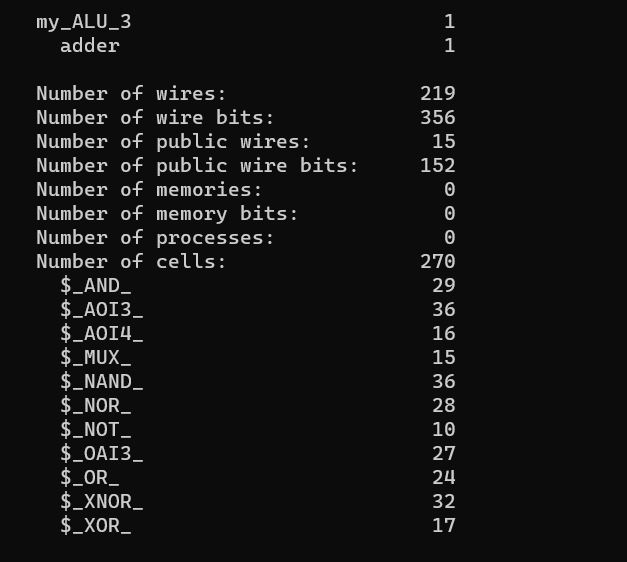 my_ALU_3 1
adder 1
Number of wires: 219
Number of wire bits: 356
Number of public wires: 15
Number of public wire bits: 152
Number of memories: 0
Number of memory bits: 0
Number of processes: 0
Number of cells: 270
$_AND_ 29
$_AOI3_ 36
$_AOI4_ 16
$_MUX_ 15
$_NAND_ 36
$_NOR_ 28
$_NOT_ 10
$_OAI3_ 27
$_OR_ 24
$_XNOR_ 32
$_XOR_ 17